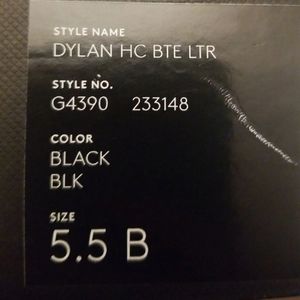 STYLE NAME
DYLAN HC BTE LTR
STYLE NO.
G4390 233148
COLOR
BLACK
BLK
SIZE
5.5 B